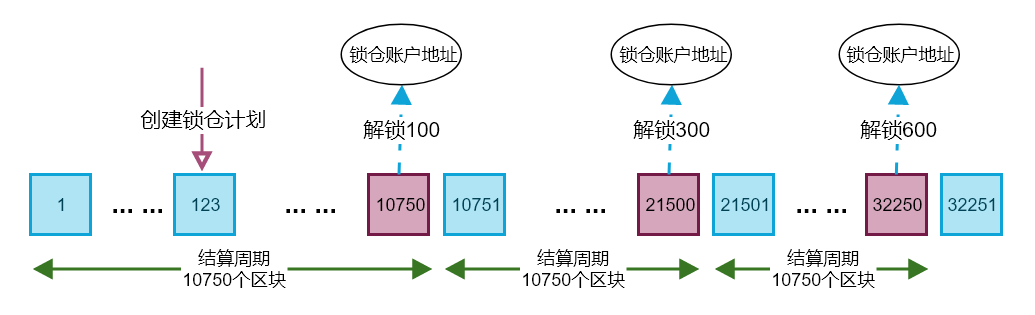 锁仓账户地址
锁仓账户地址
锁仓账户地址
创建锁仓计划
解锁100
解锁300
解锁600
1
... ...
123
... ...
10750
10751
... ...
21500
21501
... ...
32250
32251
结算周期
10750个区块
结算周期
10750个区块
结算周期
10750个区块